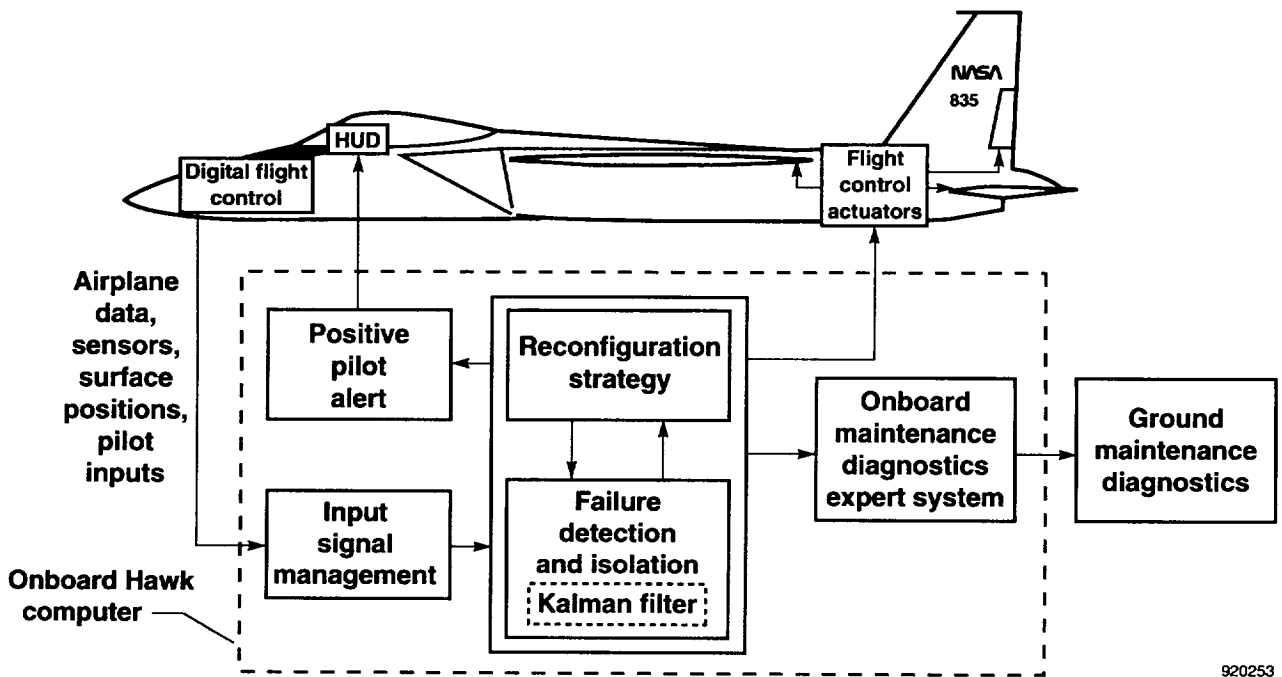 NASA
835
HUD
Digital flight
control
Flight
control
actuators
Airplane
data,
sensors,
surface
positions,
pilot
inputs
Positive
pilot
alert
Reconfiguration
strategy
Onboard
maintenance
diagnostics
expert system
Ground
maintenance
diagnostics
Input
signal
management
Failure
detection
and isolation
Kalman filter
Onboard Hawk
computer
920253